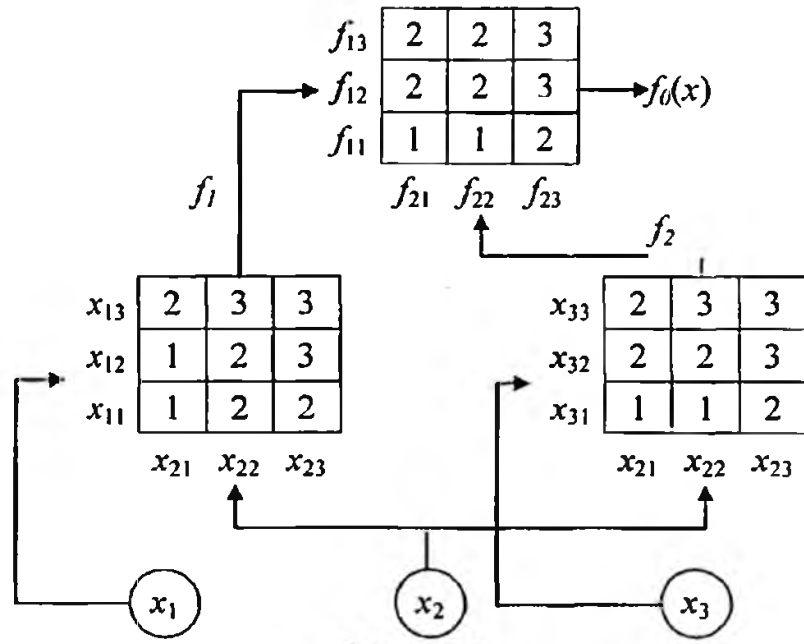 f13 2 2 3
f12 2 2 3 f0(x)
f11 1 1 2
f1 f21 f22 f23
f2
x13 2 3 3 x33 2 3 3
x12 1 2 3 x32 2 2 3
x11 1 2 2 x31 1 1 2
x21 x22 x23 x21 x22 x23
x1 x2 x3